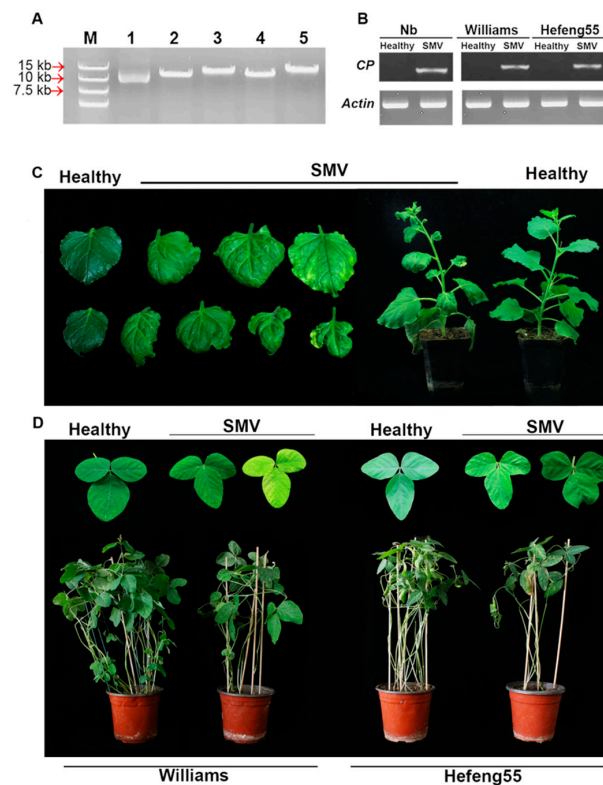 A
M 1 2 3 4 5
15 kb
10 kb
7.5 kb
B
Nb Williams Hefeng55
Healthy SMV Healthy SMV Healthy SMV
CP
Actin
C
Healthy SMV Healthy
D
Healthy SMV Healthy SMV
Williams Hefeng55